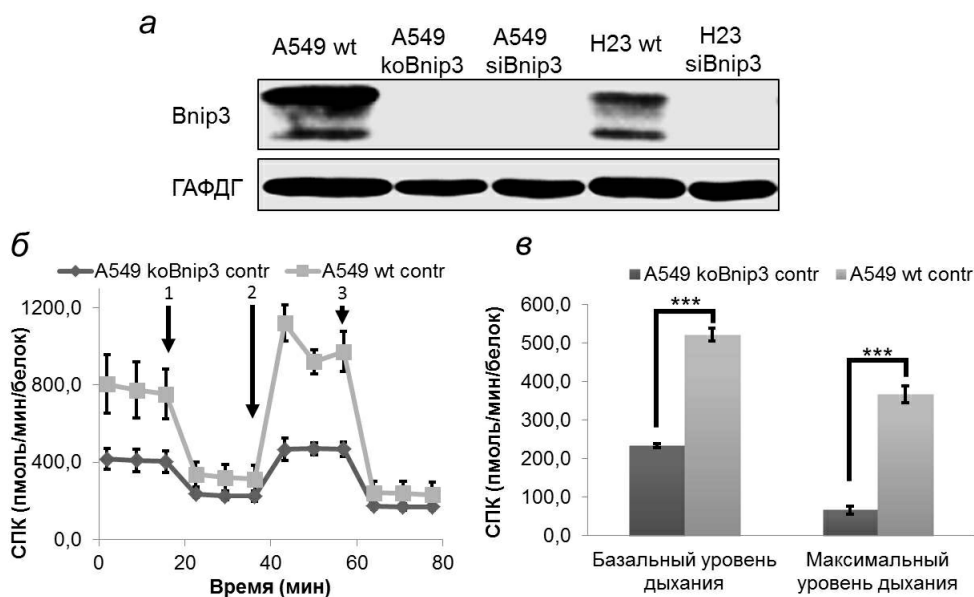 а
A549 wt
A549
koBnip3
A549
siBnip3
H23 wt
H23
siBnip3
Bnip3
ГАФДГ
б
A549 koBnip3 contr
A549 wt contr
1
2
3
1200,0
800,0
400,0
0,0
СПК (пмоль/мин/белок)
0
20
40
60
80
Время (мин)
в
A549 koBnip3 contr
A549 wt contr
600,0
500,0
400,0
300,0
200,0
100,0
0,0
СПК (пмоль/мин/белок)
***
***
Базальный уровень
дыхания
Максимальный
уровень дыхания